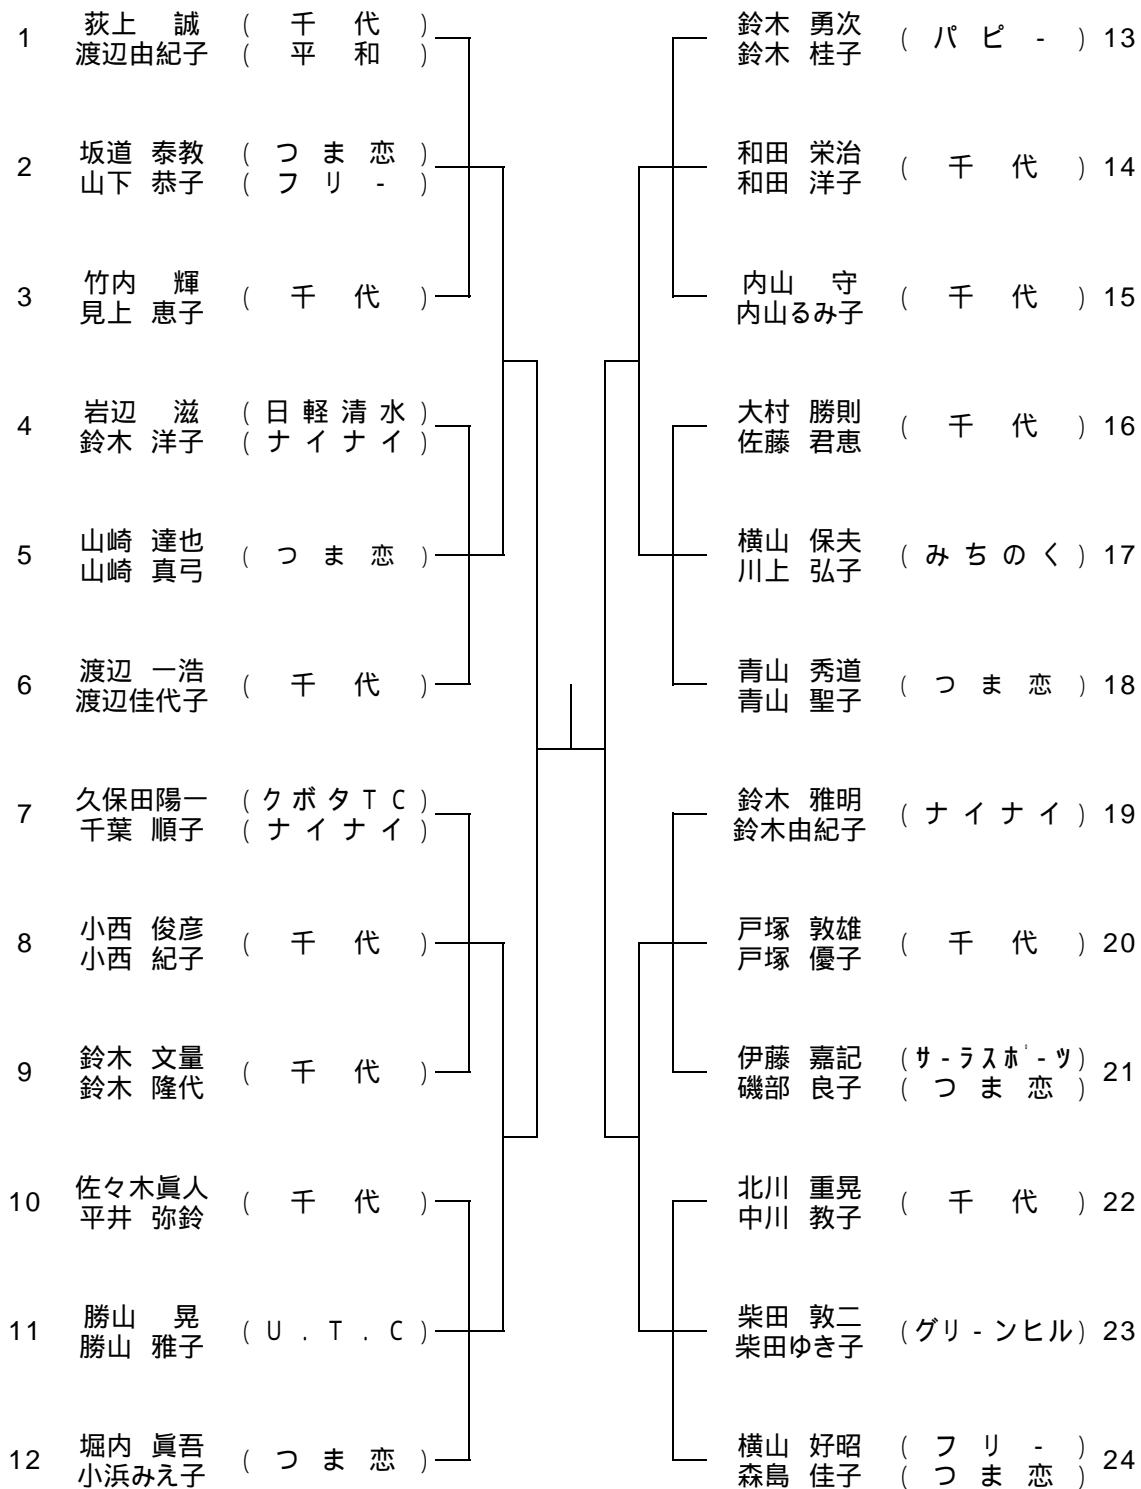 1 荻上 誠 ( 千 代 )
渡辺由紀子 ( 平 和 )
2 坂道 泰教 ( つ ま 恋 )
山下 恭子 ( フ リ - )
3 竹内 輝 ( 千 代 )
見上 恵子
4 岩辺 滋 ( 日 軽 清 水 )
鈴木 洋子 ( ナ イ ナ イ )
5 山崎 達也 ( つ ま 恋 )
山崎 真弓
6 渡辺 一浩 ( 千 代 )
渡辺佳代子
7 久保田陽一 ( ク ボ タ T C )
千葉 順子 ( ナ イ ナ イ )
8 小西 俊彦 ( 千 代 )
小西 紀子
9 鈴木 文量 ( 千 代 )
鈴木 隆代
10 佐々木眞人 ( 千 代 )
平井 弥鈴
11 勝山 晃 ( U . T . C )
勝山 雅子
12 堀内 眞吾 ( つ ま 恋 )
小浜みえ子
鈴木 勇次 ( パ ピ - ) 13
鈴木 桂子
和田 栄治 ( 千 代 ) 14
和田 洋子
内山 守 ( 千 代 ) 15
内山るみ子
大村 勝則 ( 千 代 ) 16
佐藤 君恵
横山 保夫 ( み ち の く ) 17
川上 弘子
青山 秀道 ( つ ま 恋 ) 18
青山 聖子
鈴木 雅明 ( ナ イ ナ イ ) 19
鈴木由紀子
戸塚 敦雄 ( 千 代 ) 20
戸塚 優子
伊藤 嘉記 (サ-ラスポ-ツ) 21
磯部 良子 ( つ ま 恋 )
北川 重晃 ( 千 代 ) 22
中川 教子
柴田 敦二 (グリ-ンヒル) 23
柴田ゆき子
横山 好昭 ( フ リ - ) 24
森島 佳子 ( つ ま 恋 )